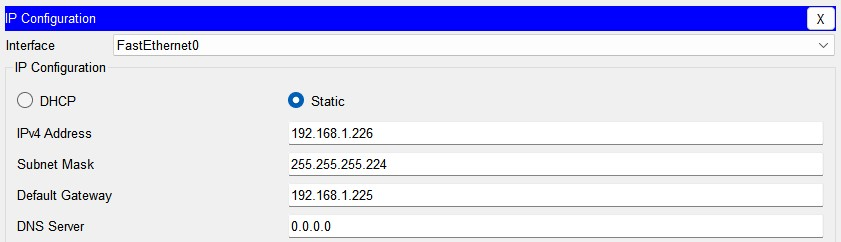 IP Configuration X
Interface FastEthernet0
IP Configuration
DHCP Static
IPv4 Address 192.168.1.226
Subnet Mask 255.255.255.224
Default Gateway 192.168.1.225
DNS Server 0.0.0.0